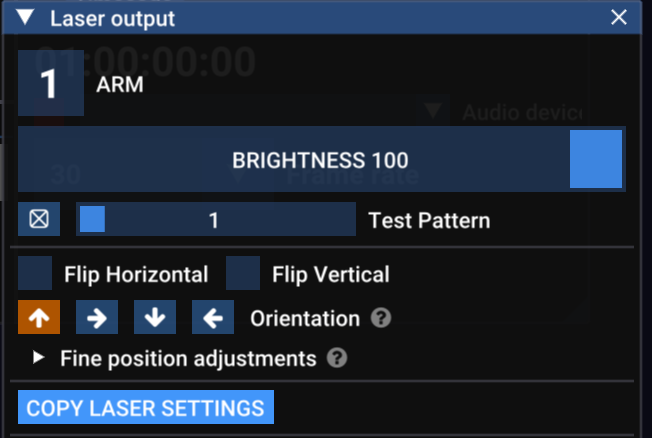 Laser output
01:00:00:00
1 ARM
Audio devic
BRIGHTNESS 100
30 Frame rate
1 Test Pattern
Flip Horizontal Flip Vertical
Orientation ?
Fine position adjustments ?
COPY LASER SETTINGS